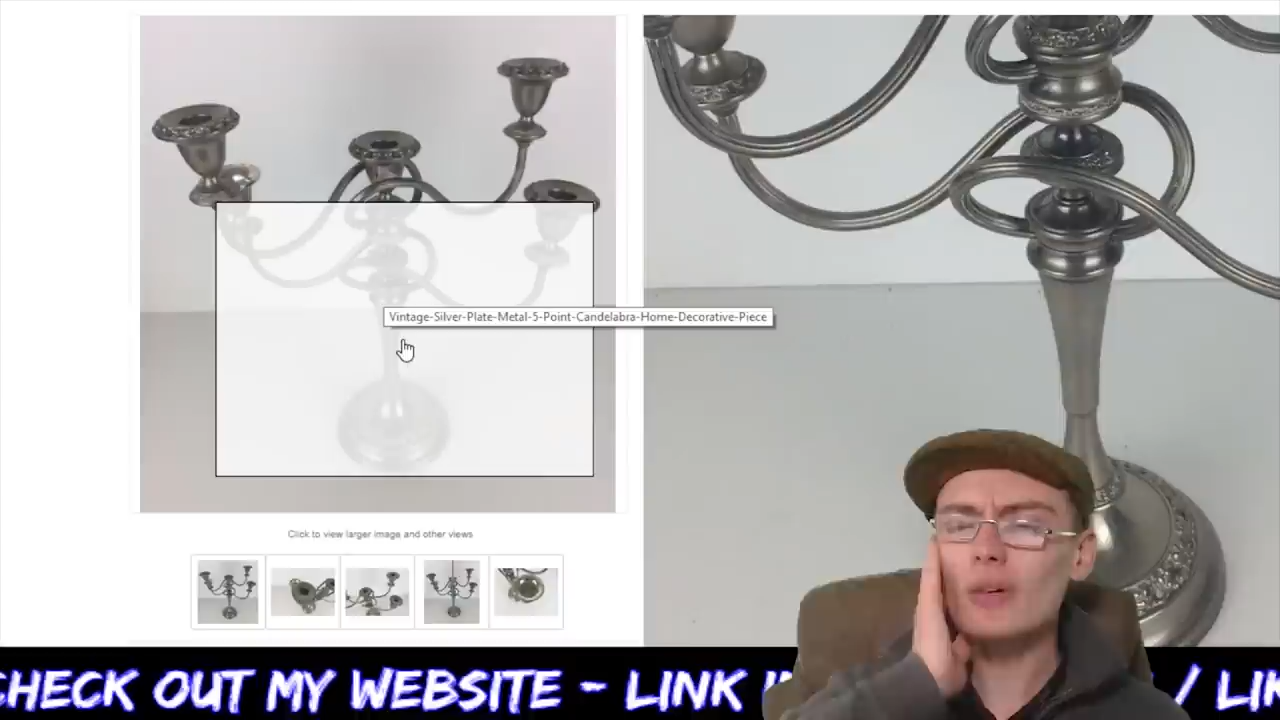 Vintage-Silver-Plate-Metal-5-Point-Candelabra-Home-Decorative-Piece
Click to view larger image and other views
CHECK OUT MY WEBSITE - LINK / LI